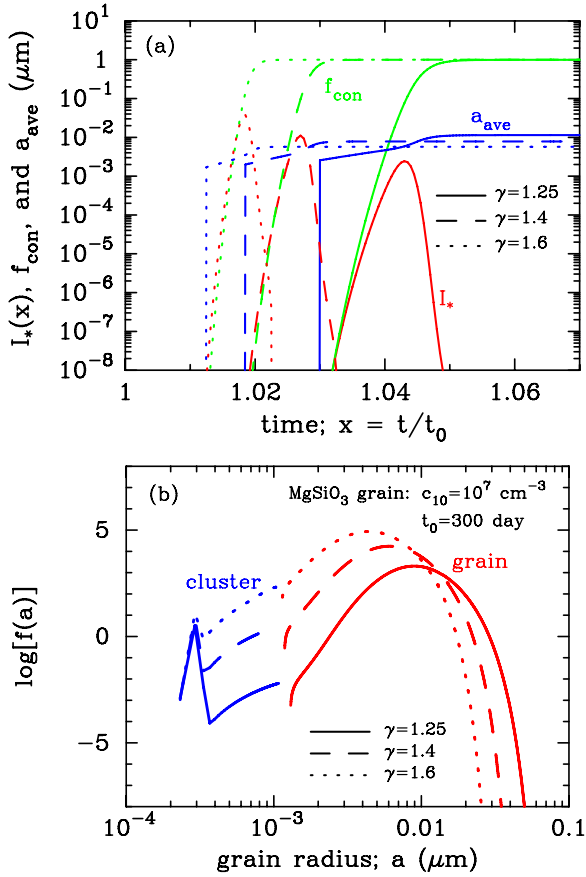 (a)
1
10⁻¹
10⁻²
10⁻³
10⁻⁴
10⁻⁵
10⁻⁶
10⁻⁷
10⁻⁸
I*(x), f_con, and a_ave (μm)
f_con
a_ave
γ=1.25
γ=1.4
γ=1.6
I*
1 1.02 1.04 1.06
time; x = t/t₀
(b)
MgSiO₃ grain: c₁₀=10⁷ cm⁻³
t₀=300 day
5
0
−5
log[f(a)]
cluster
grain
γ=1.25
γ=1.4
γ=1.6
10⁻⁴ 10⁻³ 0.01 0.1
grain radius; a (μm)